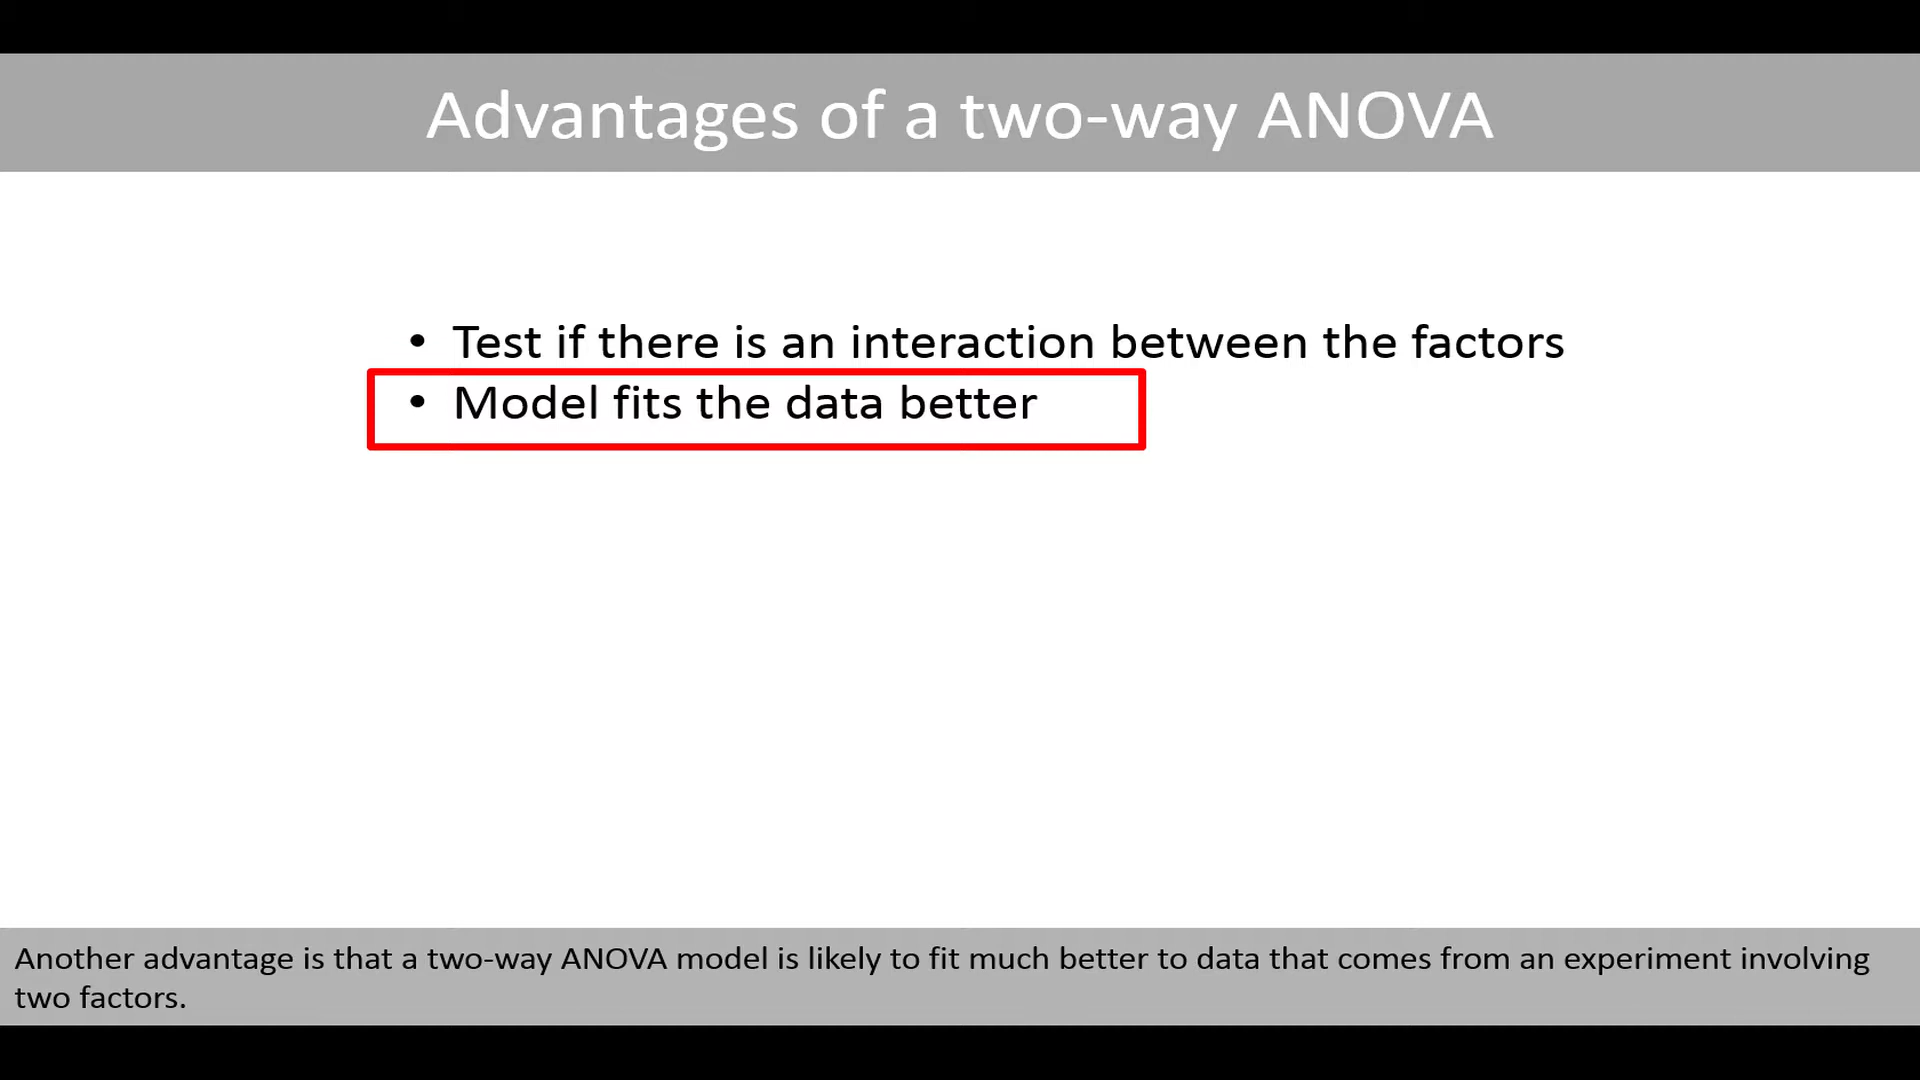 Advantages of a two-way ANOVA
• Test if there is an interaction between the factors
• Model fits the data better
Another advantage is that a two-way ANOVA model is likely to fit much better to data that comes from an experiment involving
two factors.